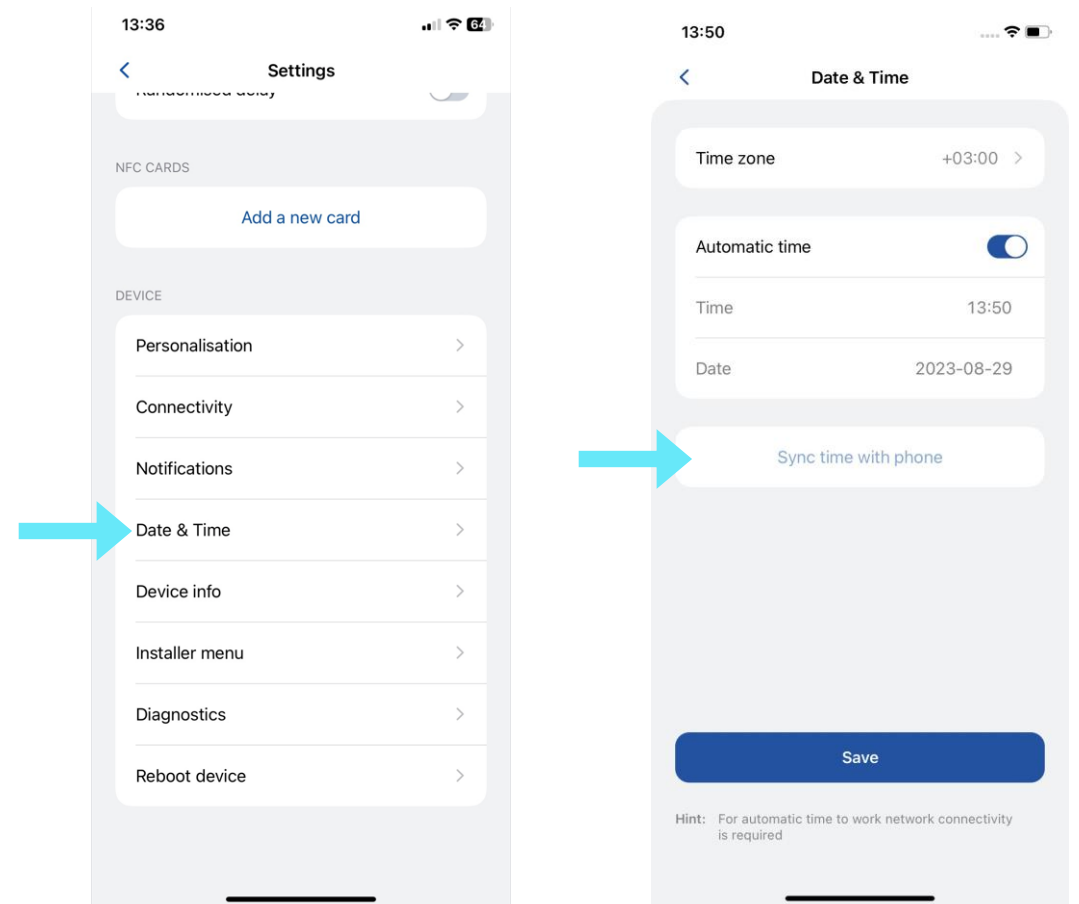 13:36
64
Settings
Randomised delay
NFC CARDS
Add a new card
DEVICE
Personalisation
Connectivity
Notifications
Date & Time
Device info
Installer menu
Diagnostics
Reboot device
13:50
Date & Time
Time zone +03:00
Automatic time
Time 13:50
Date 2023-08-29
Sync time with phone
Save
Hint: For automatic time to work network connectivity
is required